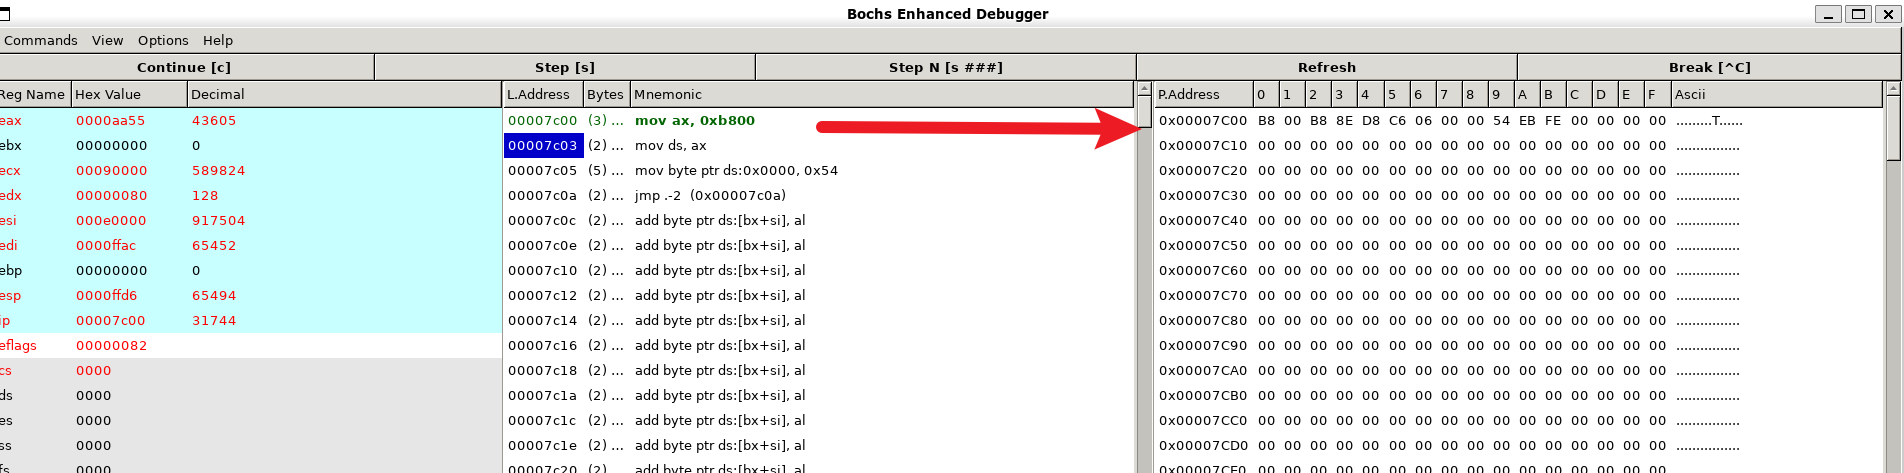 Bochs Enhanced Debugger
Commands View Options Help
Continue [c] Step [s] Step N [s ###] Refresh Break [^C]
Reg Name Hex Value Decimal L.Address Bytes Mnemonic P.Address 0 1 2 3 4 5 6 7 8 9 A B C D E F Ascii
eax 0000aa55 43605 00007c00 (3) ... mov ax, 0xb800 0x00007C00 B8 00 B8 8E D8 C6 06 00 00 54 EB FE 00 00 00 00 .........T......
ebx 00000000 0 00007c03 (2) ... mov ds, ax 0x00007C10 00 00 00 00 00 00 00 00 00 00 00 00 00 00 00 00 ................
ecx 00090000 589824 00007c05 (5) ... mov byte ptr ds:0x0000, 0x54 0x00007C20 00 00 00 00 00 00 00 00 00 00 00 00 00 00 00 00 ................
edx 00000080 128 00007c0a (2) ... jmp .-2 (0x00007c0a) 0x00007C30 00 00 00 00 00 00 00 00 00 00 00 00 00 00 00 00 ................
esi 000e0000 917504 00007c0c (2) ... add byte ptr ds:[bx+si], al 0x00007C40 00 00 00 00 00 00 00 00 00 00 00 00 00 00 00 00 ................
edi 0000ffac 65452 00007c0e (2) ... add byte ptr ds:[bx+si], al 0x00007C50 00 00 00 00 00 00 00 00 00 00 00 00 00 00 00 00 ................
ebp 00000000 0 00007c10 (2) ... add byte ptr ds:[bx+si], al 0x00007C60 00 00 00 00 00 00 00 00 00 00 00 00 00 00 00 00 ................
esp 0000ffd6 65494 00007c12 (2) ... add byte ptr ds:[bx+si], al 0x00007C70 00 00 00 00 00 00 00 00 00 00 00 00 00 00 00 00 ................
ip 00007c00 31744 00007c14 (2) ... add byte ptr ds:[bx+si], al 0x00007C80 00 00 00 00 00 00 00 00 00 00 00 00 00 00 00 00 ................
eflags 00000082 00007c16 (2) ... add byte ptr ds:[bx+si], al 0x00007C90 00 00 00 00 00 00 00 00 00 00 00 00 00 00 00 00 ................
cs 0000 00007c18 (2) ... add byte ptr ds:[bx+si], al 0x00007CA0 00 00 00 00 00 00 00 00 00 00 00 00 00 00 00 00 ................
ds 0000 00007c1a (2) ... add byte ptr ds:[bx+si], al 0x00007CB0 00 00 00 00 00 00 00 00 00 00 00 00 00 00 00 00 ................
es 0000 00007c1c (2) ... add byte ptr ds:[bx+si], al 0x00007CC0 00 00 00 00 00 00 00 00 00 00 00 00 00 00 00 00 ................
ss 0000 00007c1e (2) ... add byte ptr ds:[bx+si], al 0x00007CD0 00 00 00 00 00 00 00 00 00 00 00 00 00 00 00 00 ................
fs 0000 00007c20 (2) ... add byte ptr ds:[bx+si], al 0x00007CE0 00 00 00 00 00 00 00 00 00 00 00 00 00 00 00 00 ................